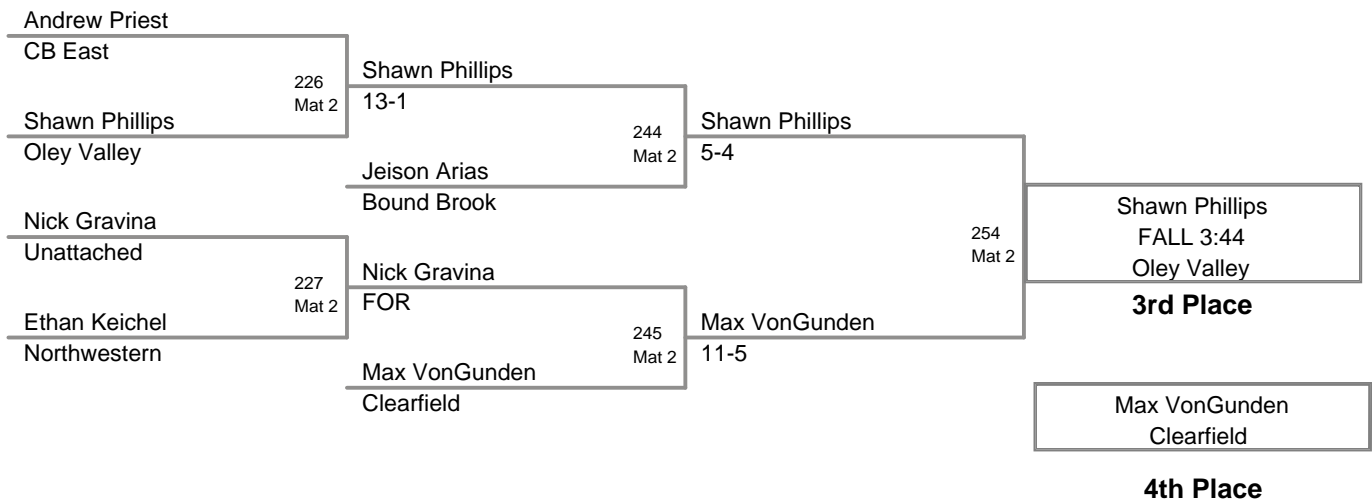 Andrew Priest
CB East
226
Mat 2
Shawn Phillips
13-1
Shawn Phillips
Oley Valley
244
Mat 2
Shawn Phillips
5-4
Jeison Arias
Bound Brook
Nick Gravina
Unattached
227
Mat 2
Nick Gravina
FOR
Ethan Keichel
Northwestern
245
Mat 2
Max VonGunden
11-5
Max VonGunden
Clearfield
254
Mat 2
Shawn Phillips
FALL 3:44
Oley Valley
3rd Place
Max VonGunden
Clearfield
4th Place